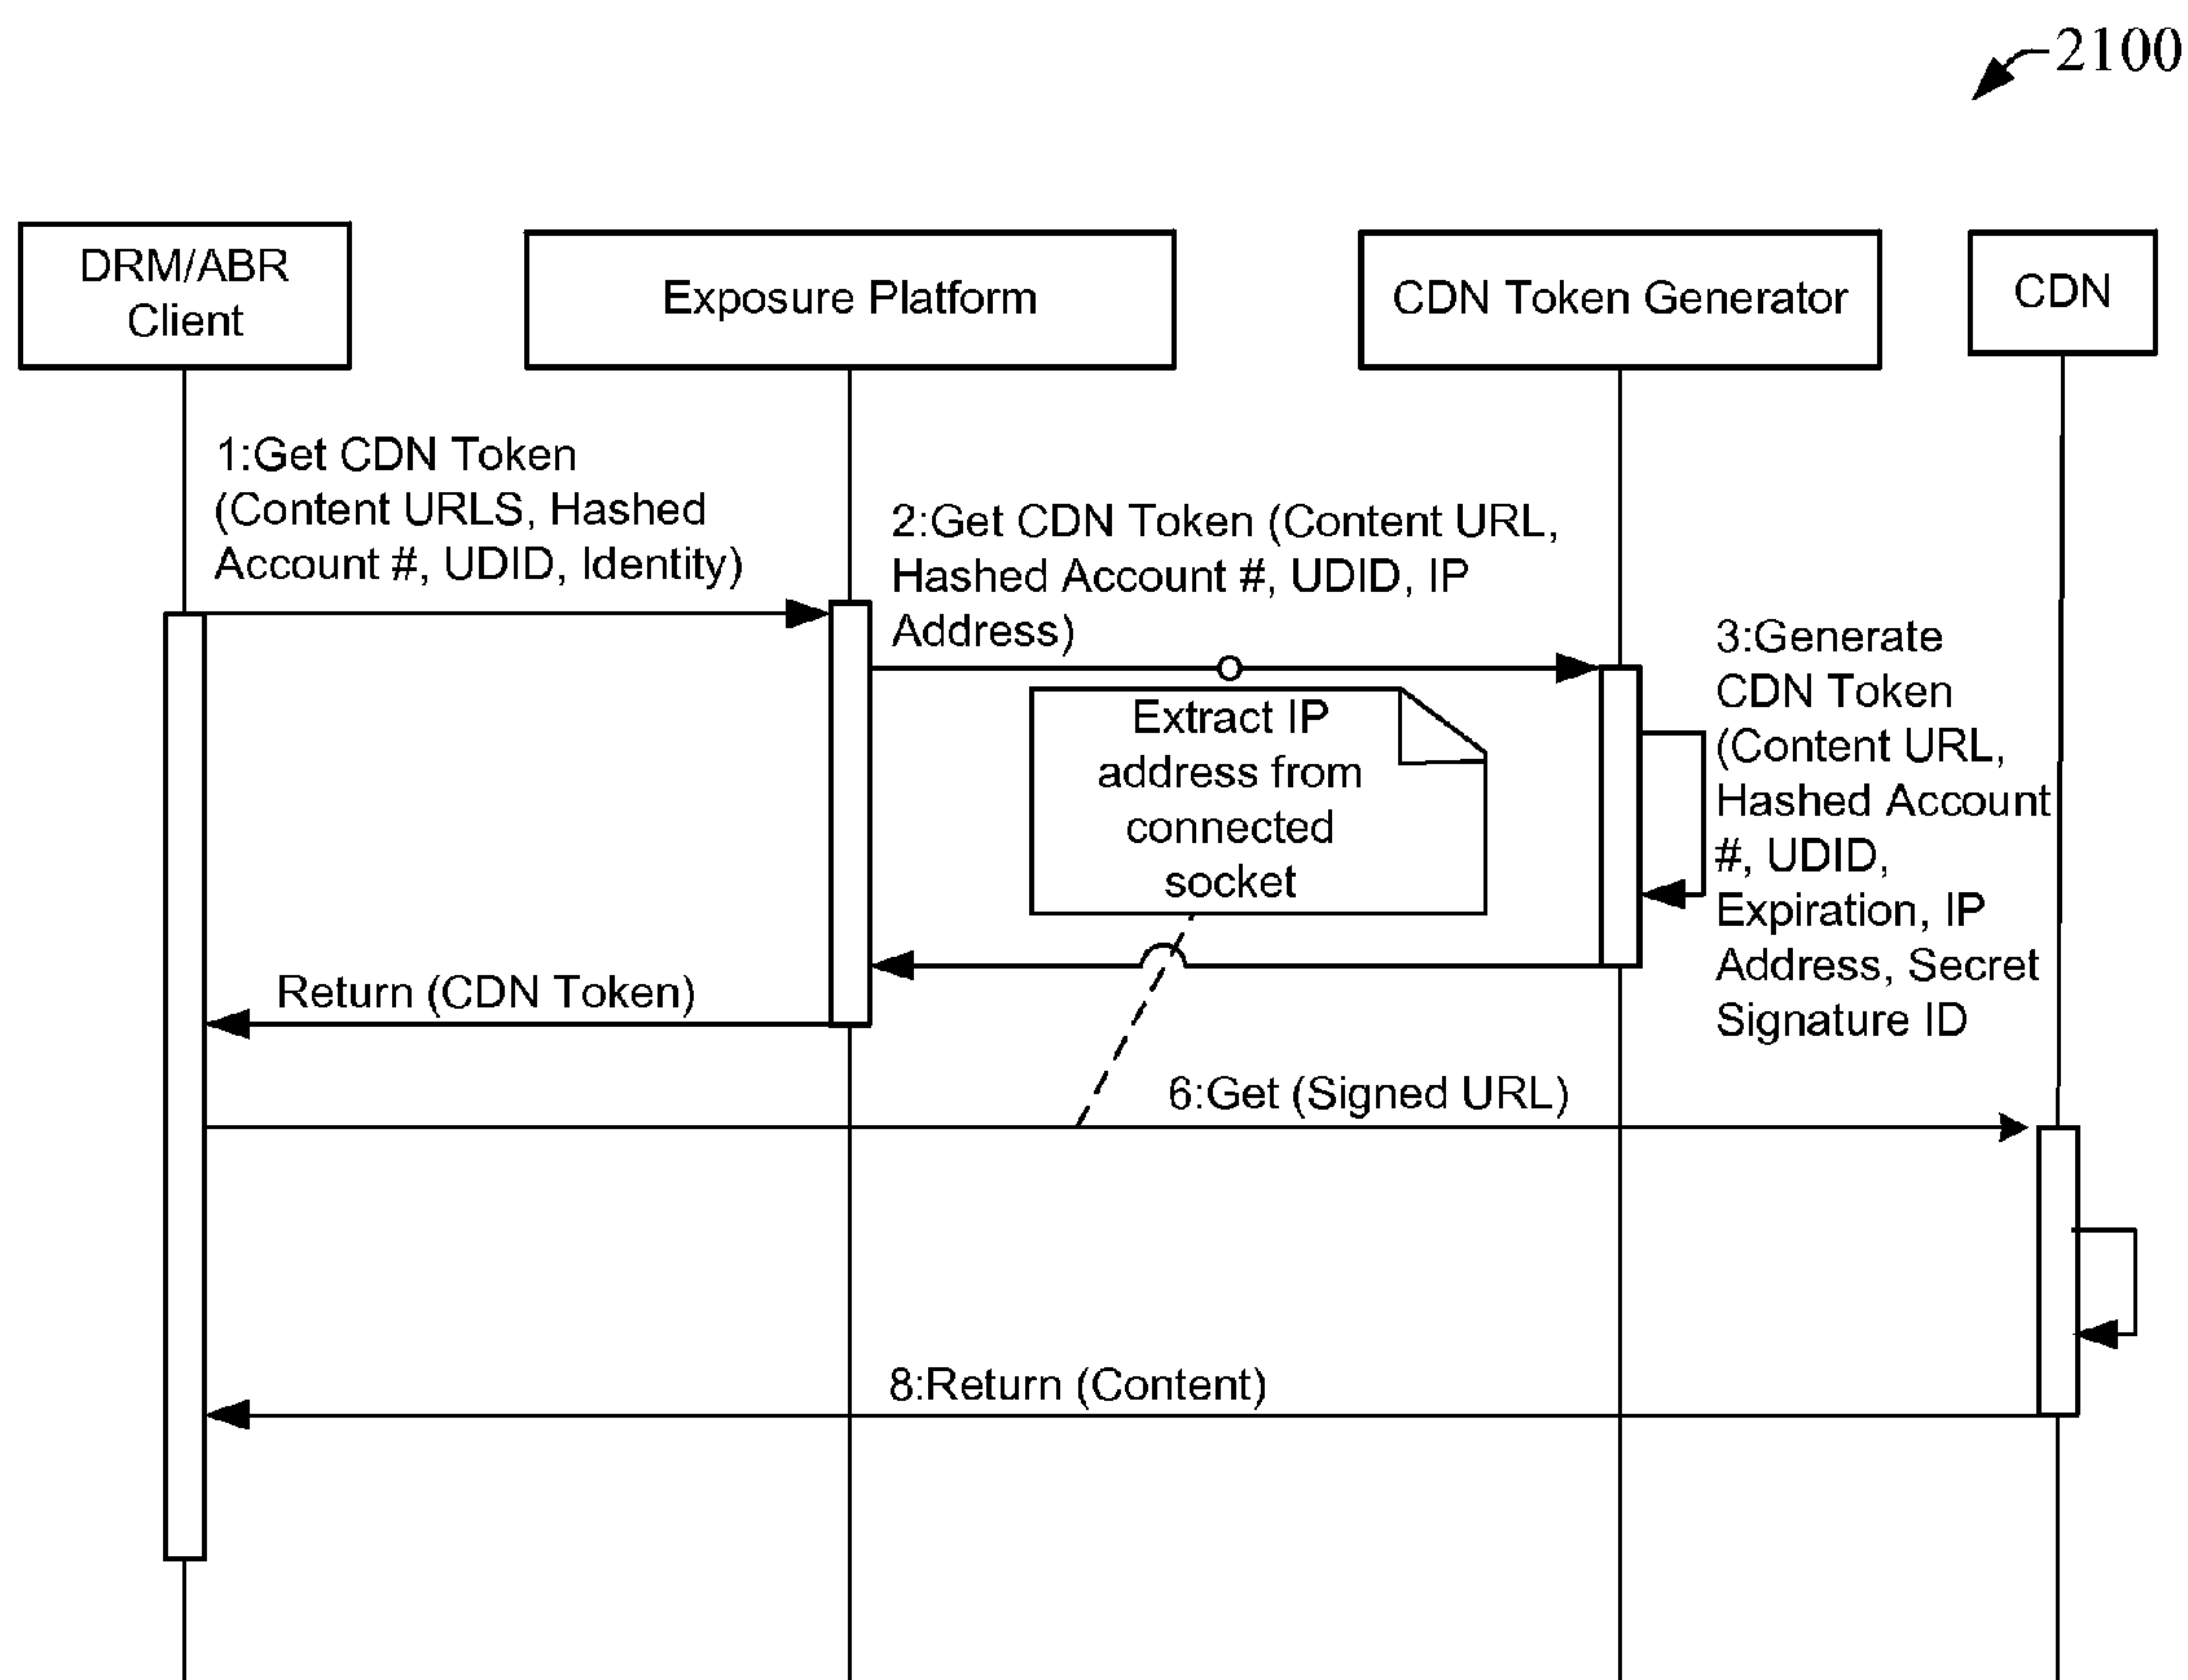 2100
DRM/ABR
Client
Exposure Platform
CDN Token Generator
CDN
1:Get CDN Token
(Content URLS, Hashed
Account #, UDID, Identity)
2:Get CDN Token (Content URL,
Hashed Account #, UDID, IP
Address)
3:Generate
CDN Token
(Content URL,
Hashed Account
#, UDID,
Expiration, IP
Address, Secret
Signature ID
Extract IP
address from
connected
socket
Return (CDN Token)
6:Get (Signed URL)
8:Return (Content)